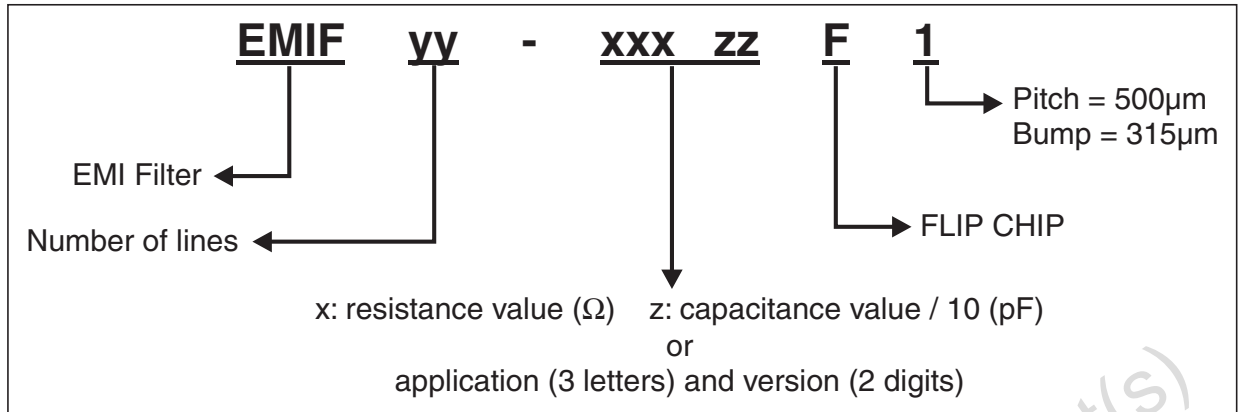 EMIF yy - xxx zz F 1
Pitch = 500µm
Bump = 315µm
EMI Filter
FLIP CHIP
Number of lines
x: resistance value (Ω) z: capacitance value / 10 (pF)
or
application (3 letters) and version (2 digits)
t(s)